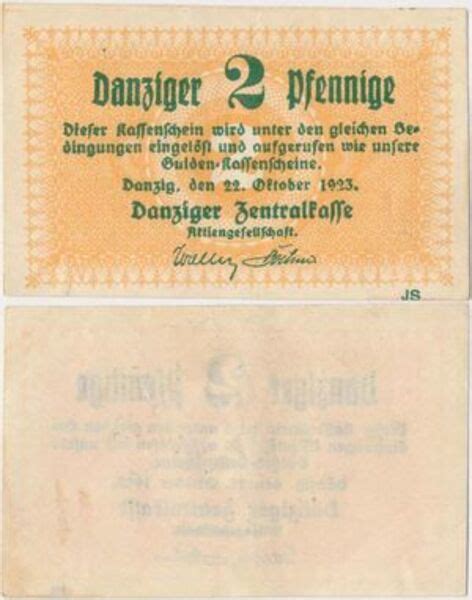 Danziger 2 Pfennige
Dieser Kassenschein wird unter den gleichen Be-
dingungen eingelöst und aufgerufen wie unsere
Gulden-Kassenscheine.
Danzig, den 22. Oktober 1923.
Danziger Zentralkasse
Aktiengesellschaft.
JS